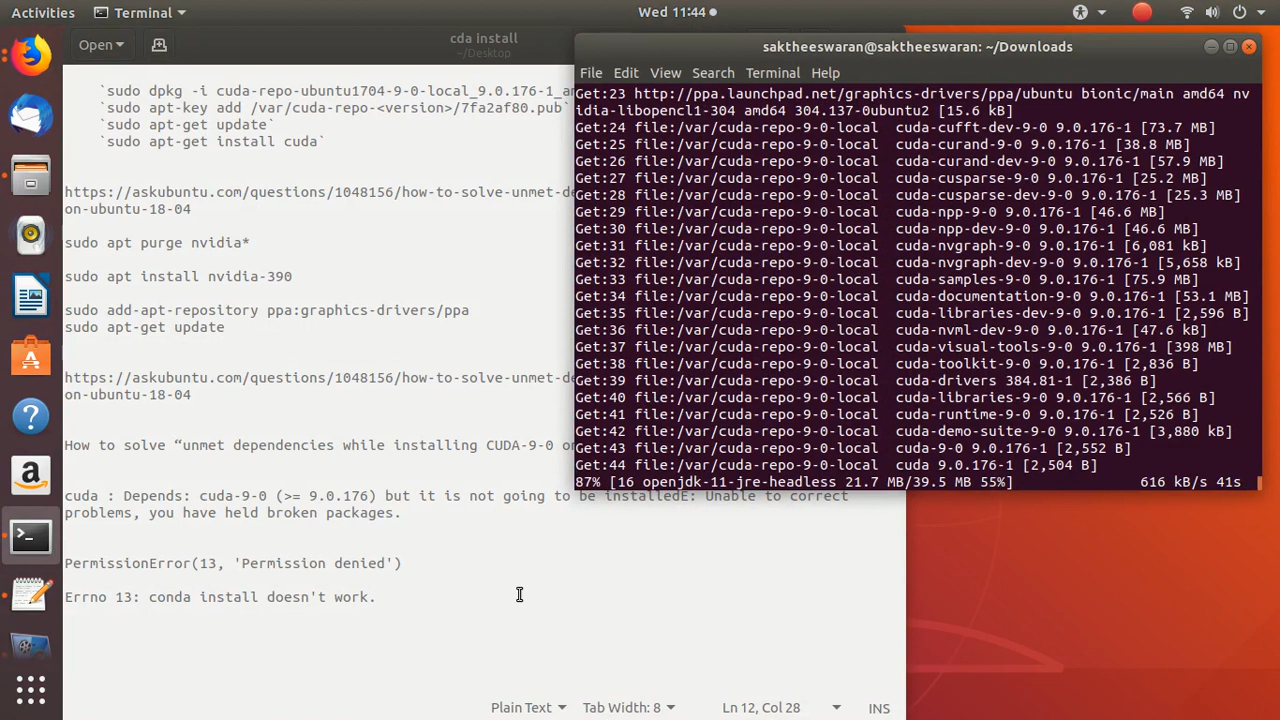 Activities
Terminal
Wed 11:44
Open
cda install
~/Desktop
`sudo dpkg -i cuda-repo-ubuntu1704-9-0-local_9.0.176-1_am
`sudo apt-key add /var/cuda-repo-<version>/7fa2af80.pub`
`sudo apt-get update`
`sudo apt-get install cuda`
https://askubuntu.com/questions/1048156/how-to-solve-unmet-de
on-ubuntu-18-04
sudo apt purge nvidia*
sudo apt install nvidia-390
sudo add-apt-repository ppa:graphics-drivers/ppa
sudo apt-get update
https://askubuntu.com/questions/1048156/how-to-solve-unmet-de
on-ubuntu-18-04
How to solve “unmet dependencies while installing CUDA-9-0 on
cuda : Depends: cuda-9-0 (>= 9.0.176) but it is not going to be installedE: Unable to correct
problems, you have held broken packages.
PermissionError(13, 'Permission denied')
Errno 13: conda install doesn't work.
Plain Text
Tab Width: 8
Ln 12, Col 28
INS
saktheeswaran@saktheeswaran: ~/Downloads
File Edit View Search Terminal Help
Get:23 http://ppa.launchpad.net/graphics-drivers/ppa/ubuntu bionic/main amd64 nv
idia-libopencl1-304 amd64 304.137-0ubuntu2 [15.6 kB]
Get:24 file:/var/cuda-repo-9-0-local  cuda-cufft-dev-9-0 9.0.176-1 [73.7 MB]
Get:25 file:/var/cuda-repo-9-0-local  cuda-curand-9-0 9.0.176-1 [38.8 MB]
Get:26 file:/var/cuda-repo-9-0-local  cuda-curand-dev-9-0 9.0.176-1 [57.9 MB]
Get:27 file:/var/cuda-repo-9-0-local  cuda-cusparse-9-0 9.0.176-1 [25.2 MB]
Get:28 file:/var/cuda-repo-9-0-local  cuda-cusparse-dev-9-0 9.0.176-1 [25.3 MB]
Get:29 file:/var/cuda-repo-9-0-local  cuda-npp-9-0 9.0.176-1 [46.6 MB]
Get:30 file:/var/cuda-repo-9-0-local  cuda-npp-dev-9-0 9.0.176-1 [46.6 MB]
Get:31 file:/var/cuda-repo-9-0-local  cuda-nvgraph-9-0 9.0.176-1 [6,081 kB]
Get:32 file:/var/cuda-repo-9-0-local  cuda-nvgraph-dev-9-0 9.0.176-1 [5,658 kB]
Get:33 file:/var/cuda-repo-9-0-local  cuda-samples-9-0 9.0.176-1 [75.9 MB]
Get:34 file:/var/cuda-repo-9-0-local  cuda-documentation-9-0 9.0.176-1 [53.1 MB]
Get:35 file:/var/cuda-repo-9-0-local  cuda-libraries-dev-9-0 9.0.176-1 [2,596 B]
Get:36 file:/var/cuda-repo-9-0-local  cuda-nvml-dev-9-0 9.0.176-1 [47.6 kB]
Get:37 file:/var/cuda-repo-9-0-local  cuda-visual-tools-9-0 9.0.176-1 [398 MB]
Get:38 file:/var/cuda-repo-9-0-local  cuda-toolkit-9-0 9.0.176-1 [2,836 B]
Get:39 file:/var/cuda-repo-9-0-local  cuda-drivers 384.81-1 [2,386 B]
Get:40 file:/var/cuda-repo-9-0-local  cuda-libraries-9-0 9.0.176-1 [2,566 B]
Get:41 file:/var/cuda-repo-9-0-local  cuda-runtime-9-0 9.0.176-1 [2,526 B]
Get:42 file:/var/cuda-repo-9-0-local  cuda-demo-suite-9-0 9.0.176-1 [3,880 kB]
Get:43 file:/var/cuda-repo-9-0-local  cuda-9-0 9.0.176-1 [2,552 B]
Get:44 file:/var/cuda-repo-9-0-local  cuda 9.0.176-1 [2,504 B]
87% [16 openjdk-11-jre-headless 21.7 MB/39.5 MB 55%] 616 kB/s 41s